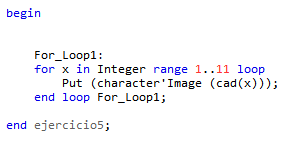 begin
For_Loop1:
for x in Integer range 1..11 loop
Put (character'Image (cad(x)));
end loop For_Loop1;
end ejercicio5;